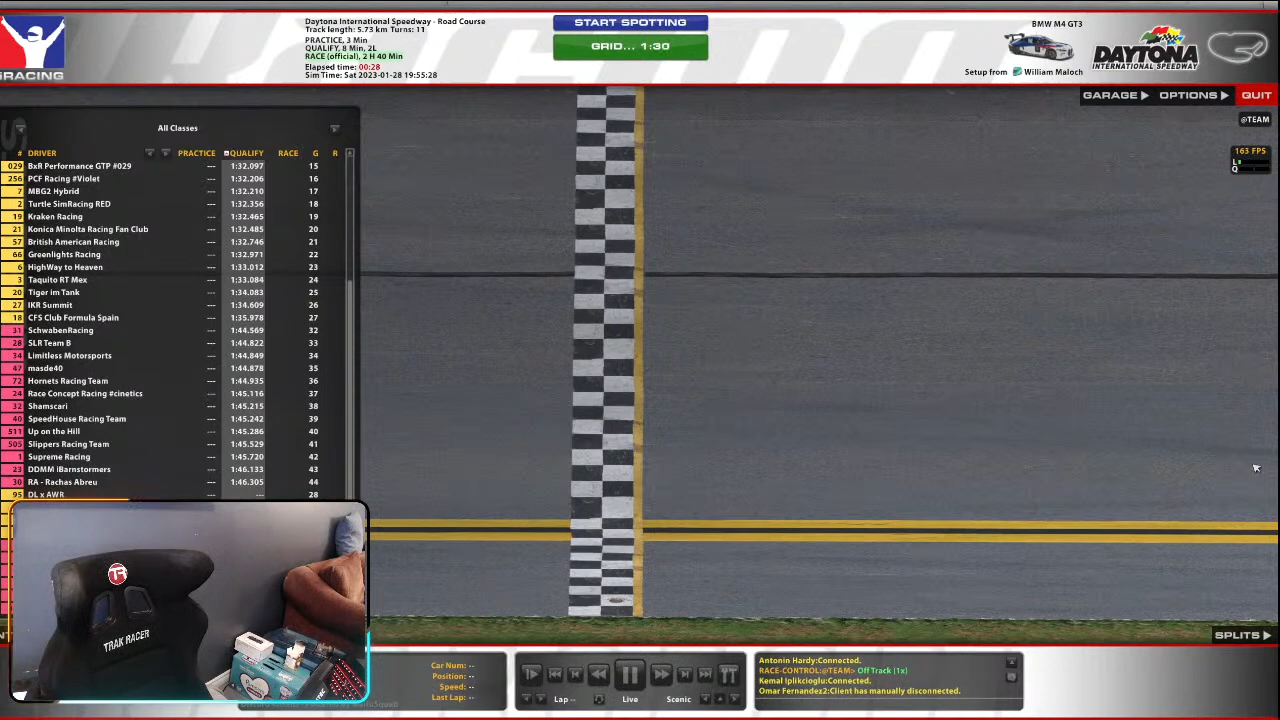 iRACING
Daytona International Speedway - Road Course
Track length: 5.73 km Turns: 11
PRACTICE, 3 Min
QUALIFY, 8 Min, 2L
RACE (official), 2 H 40 Min
Elapsed time: 00:28
Sim Time: Sat 2023-01-28 19:55:28
START SPOTTING
GRID... 1:30
BMW M4 GT3
Setup from William Maloch
DAYTONA
INTERNATIONAL SPEEDWAY
GARAGE OPTIONS QUIT
@TEAM
163 FPS
L
Q
All Classes
# DRIVER PRACTICE QUALIFY RACE G R
029 BxR Performance GTP #029 --- 1:32.097 15
256 PCF Racing #Violet --- 1:32.206 16
7 MBG2 Hybrid --- 1:32.210 17
2 Turtle SimRacing RED --- 1:32.356 18
19 Kraken Racing --- 1:32.465 19
21 Konica Minolta Racing Fan Club --- 1:32.485 20
57 British American Racing --- 1:32.746 21
66 Greenlights Racing --- 1:32.971 22
6 HighWay to Heaven --- 1:33.012 23
3 Taquito RT Mex --- 1:33.084 24
20 Tiger im Tank --- 1:34.083 25
27 IKR Summit --- 1:34.609 26
18 CFS Club Formula Spain --- 1:35.978 27
31 SchwabenRacing --- 1:44.569 32
28 SLR Team B --- 1:44.822 33
34 Limitless Motorsports --- 1:44.849 34
47 masde40 --- 1:44.878 35
72 Hornets Racing Team --- 1:44.935 36
24 Race Concept Racing #cinetics --- 1:45.116 37
32 Shamscari --- 1:45.215 38
40 SpeedHouse Racing Team --- 1:45.242 39
511 Up on the Hill --- 1:45.286 40
505 Slippers Racing Team --- 1:45.529 41
1 Supreme Racing --- 1:45.720 42
23 DDMM iBarnstormers --- 1:46.133 43
30 RA - Rachas Abreu --- 1:46.305 44
95 DL x AWR --- --- 28
TR
TRAK RACER
SPLITS
Car Num: --
Position: --
Speed: --
Last Lap: --
Lap -- Live Scenic
Antonin Hardy:Connected.
RACE-CONTROL:@TEAM> Off Track (1x)
Kemal Iplikcioglu:Connected.
Omar Fernandez2:Client has manually disconnected.